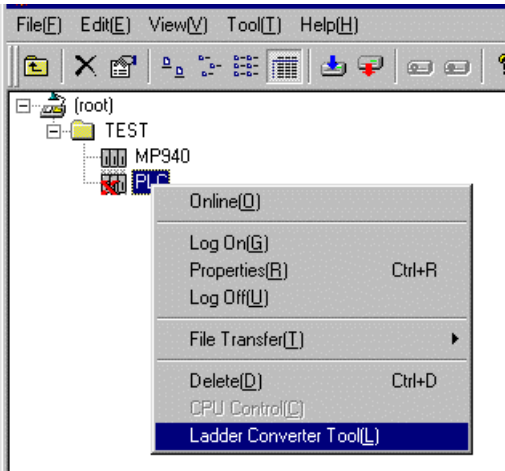 File(F) Edit(E) View(V) Tool(T) Help(H)
(root)
TEST
MP940
PLC
Online(O)
Log On(G)
Properties(R) Ctrl+R
Log Off(U)
File Transfer(T)
Delete(D) Ctrl+D
CPU Control(C)
Ladder Converter Tool(L)